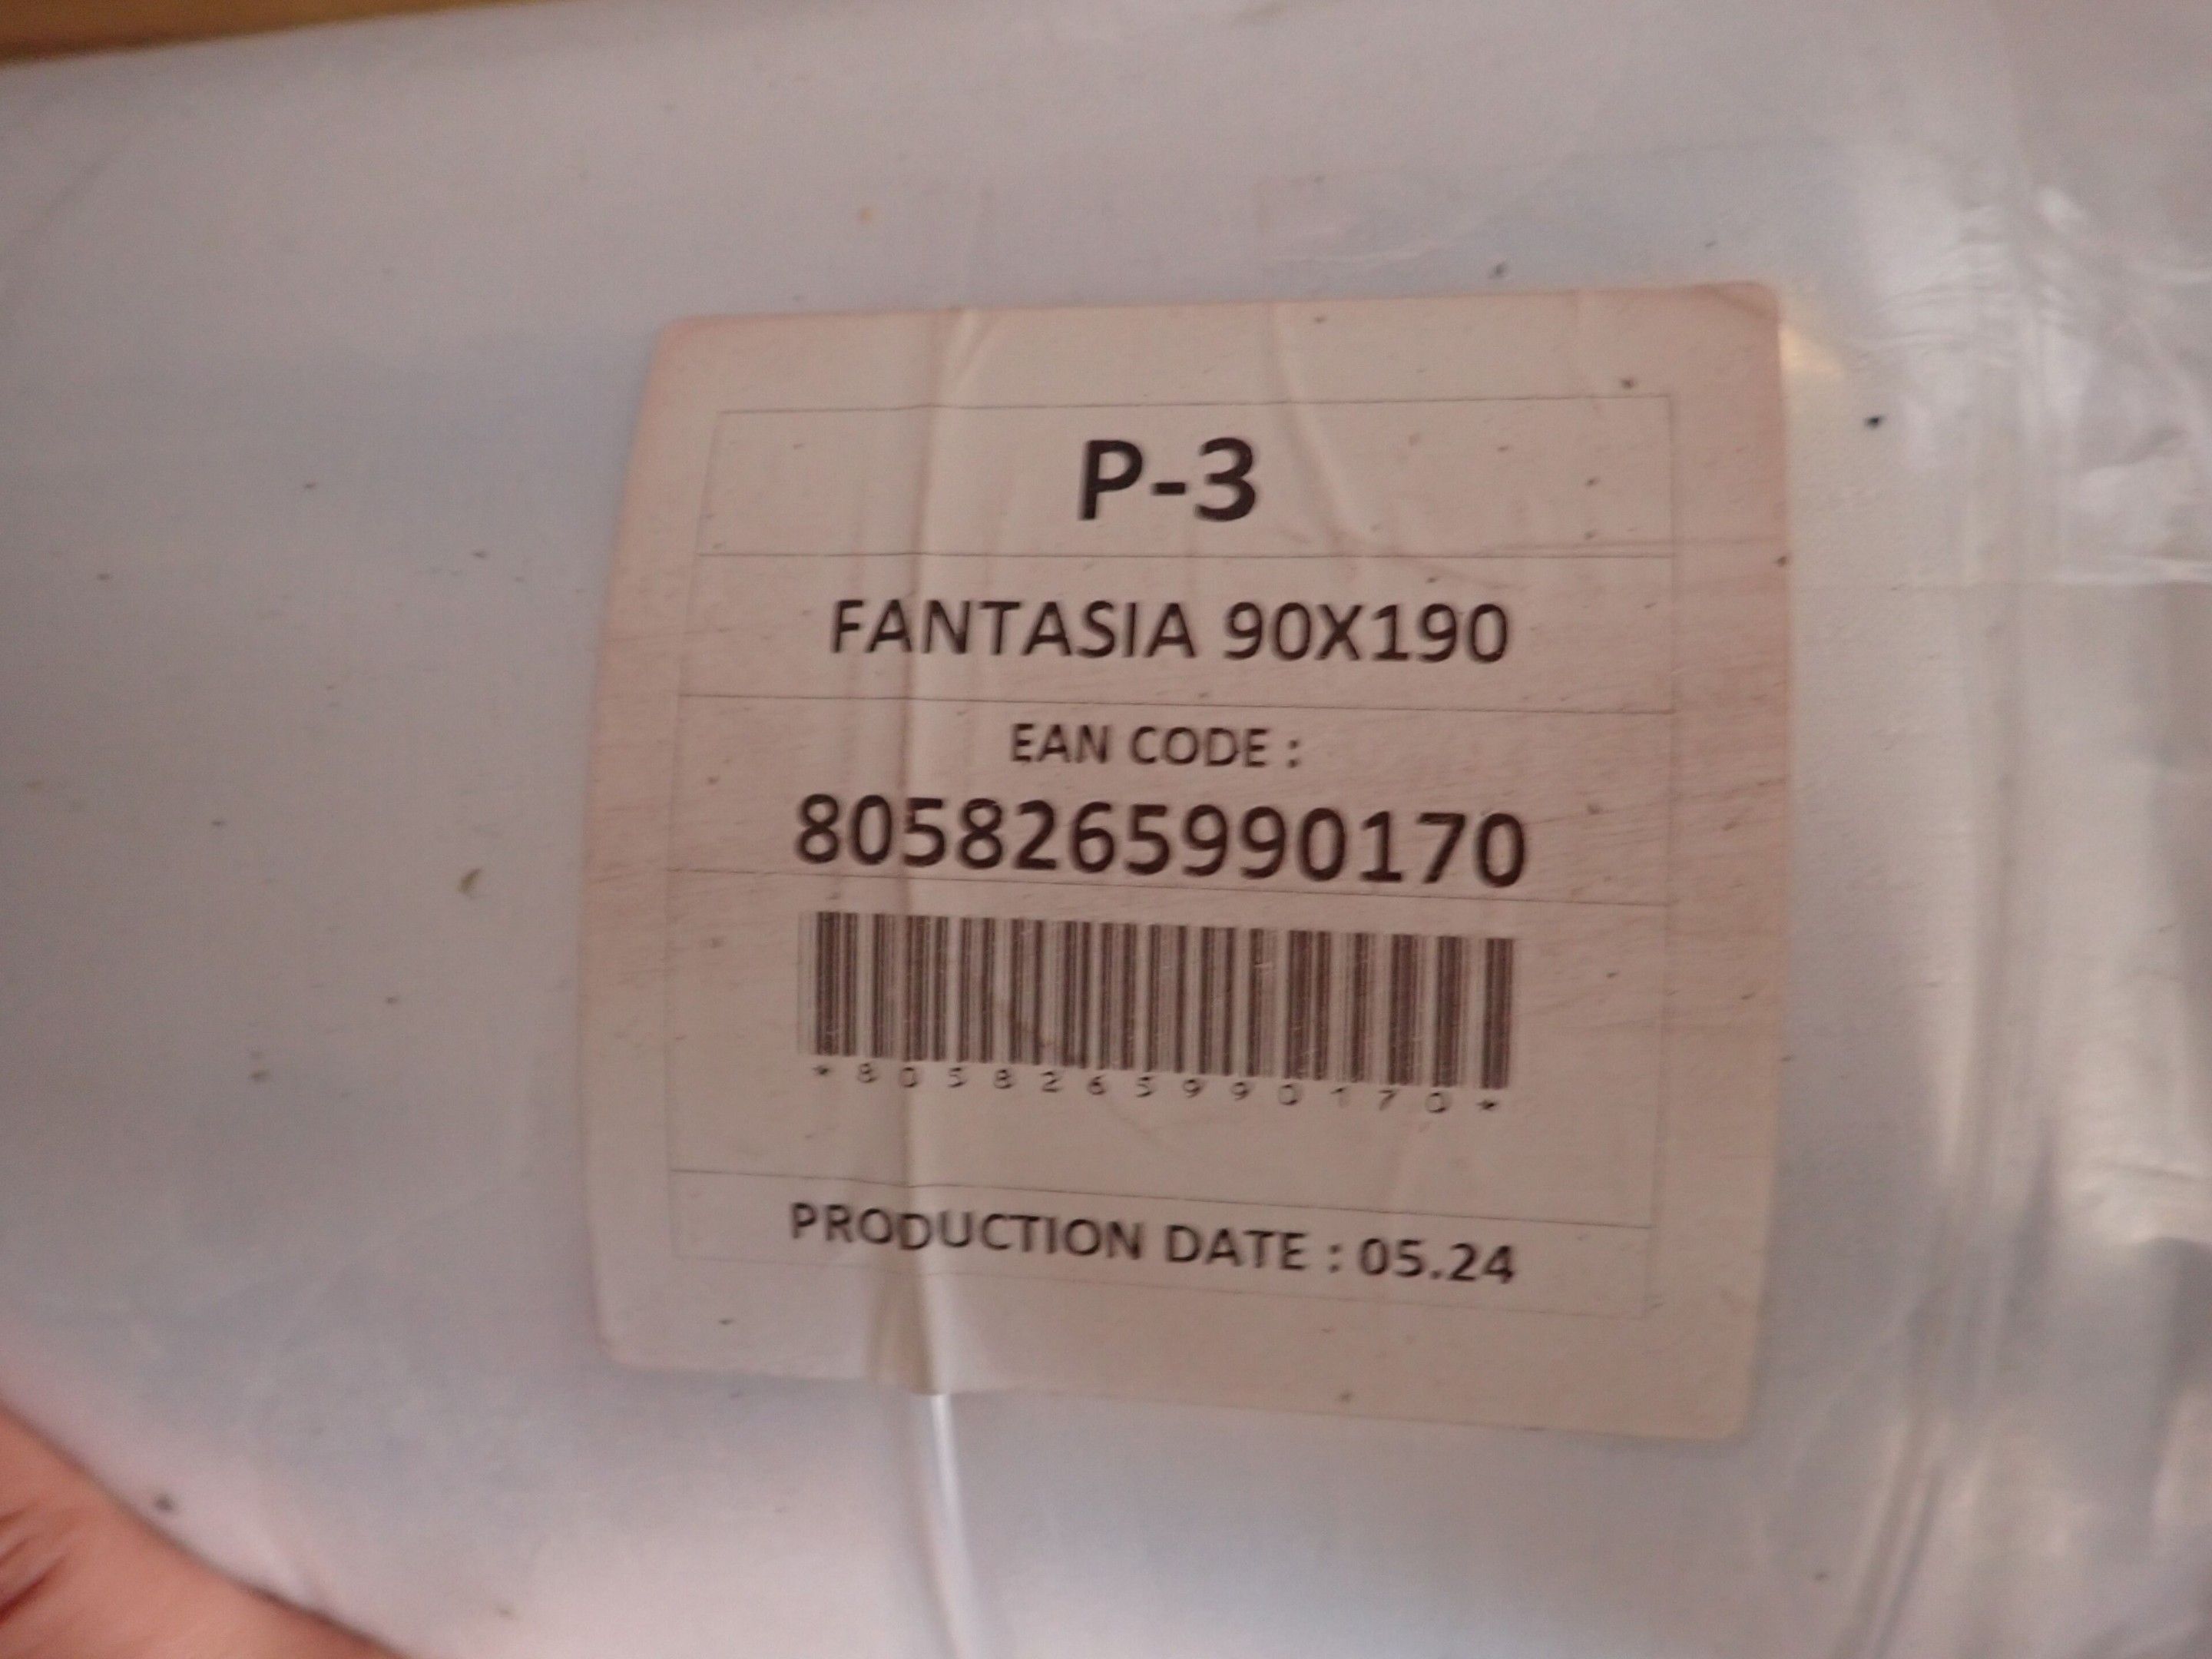 P-3
FANTASIA 90X190
EAN CODE :
8058265990170
*8058265990170*
PRODUCTION DATE : 05.24